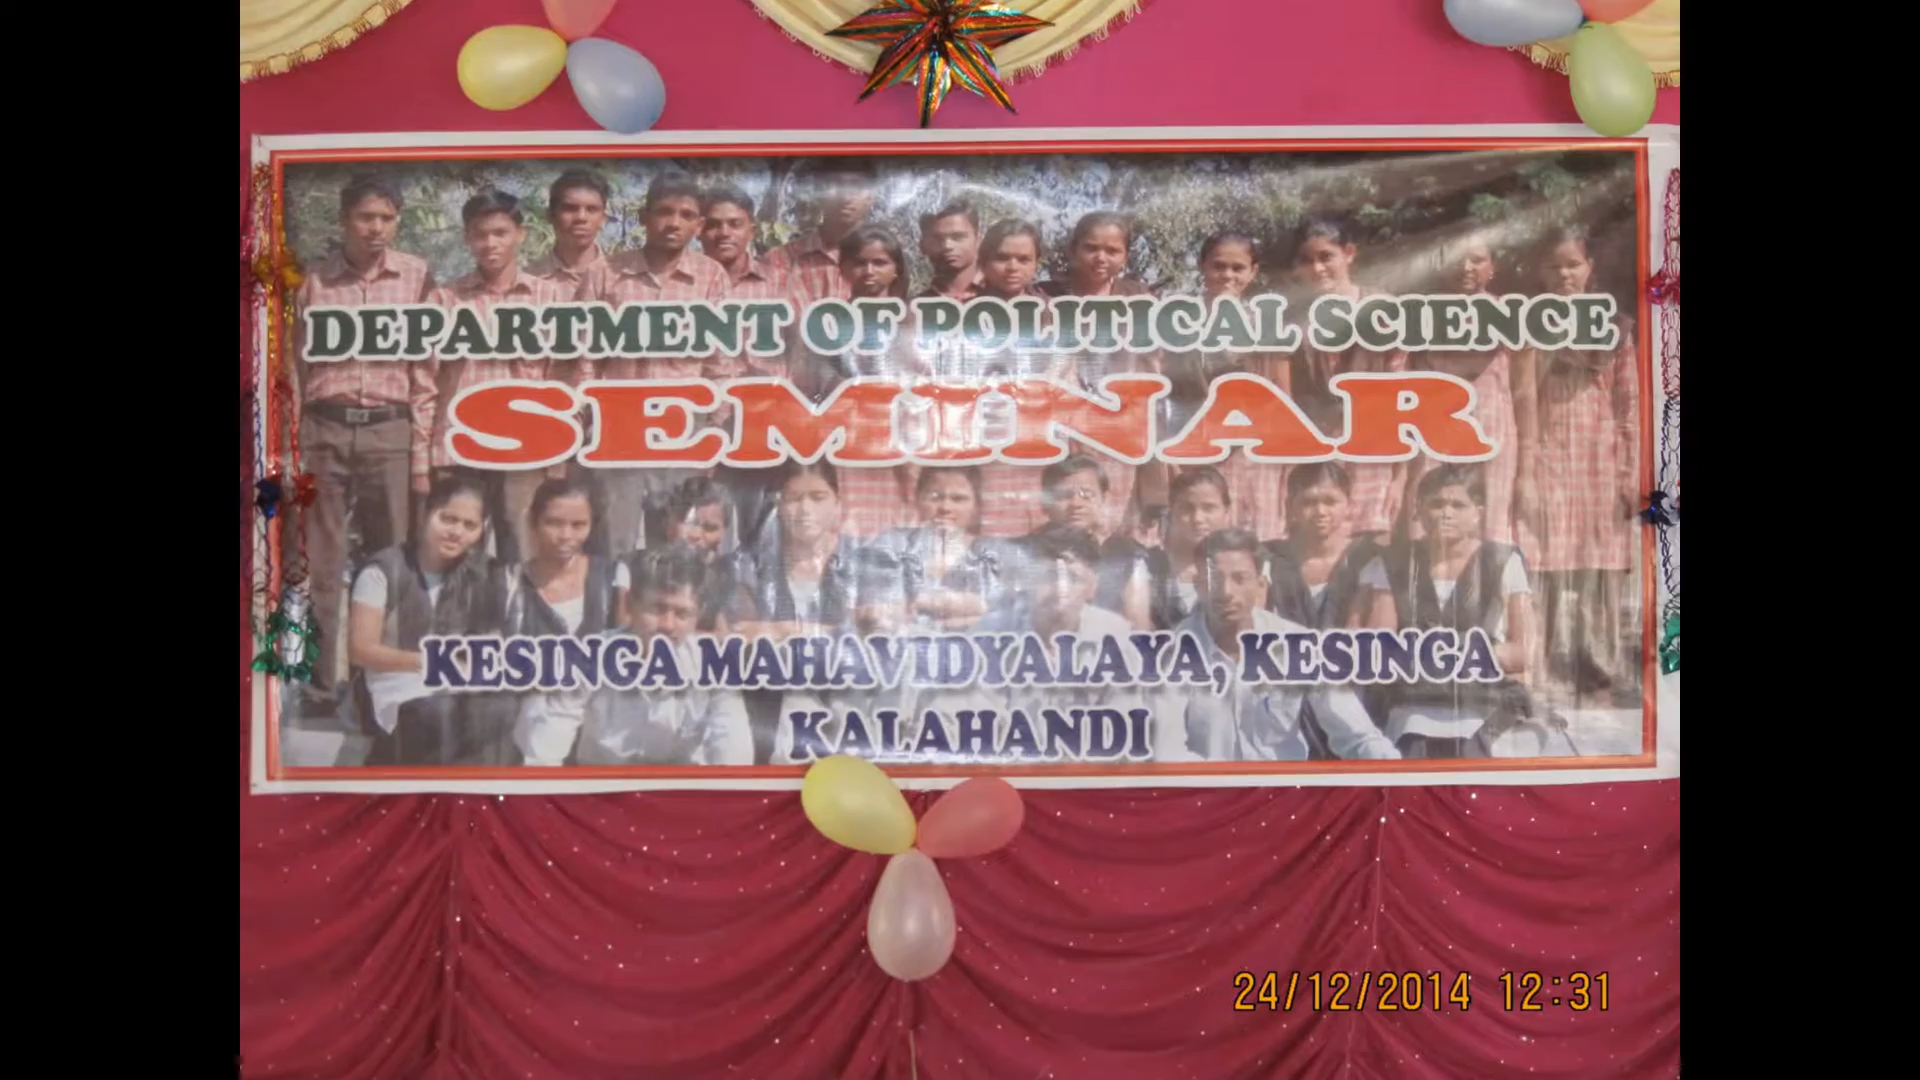 DEPARTMENT OF POLITICAL SCIENCE
SEMINAR
KESINGA MAHAVIDYALAYA, KESINGA
KALAHANDI
24/12/2014 12:31